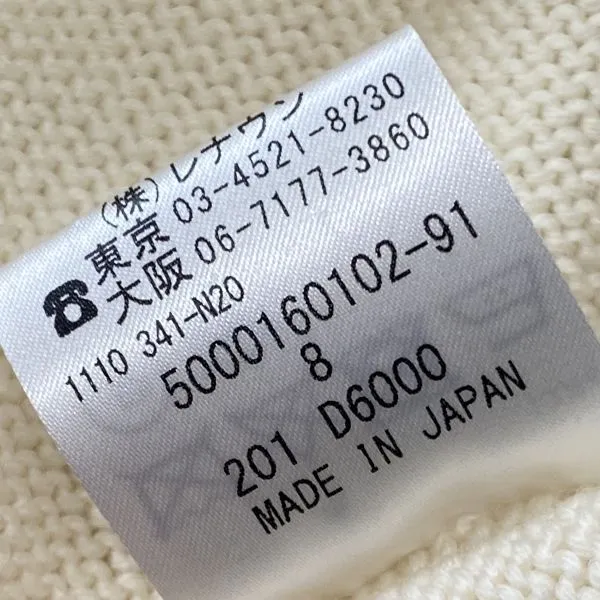 (株)レナウン
東京 03-4521-8230
☎ 大阪 06-7177-3860
1110 341-N20
5000160102-91
8
201 D6000
MADE IN JAPAN